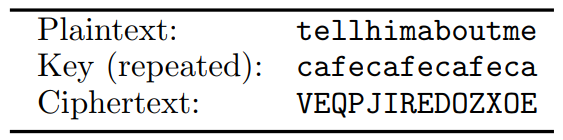 Plaintext: tellhimaboutme
Key (repeated): cafecafecafeca
Ciphertext: VEQPJIREDOZXOE